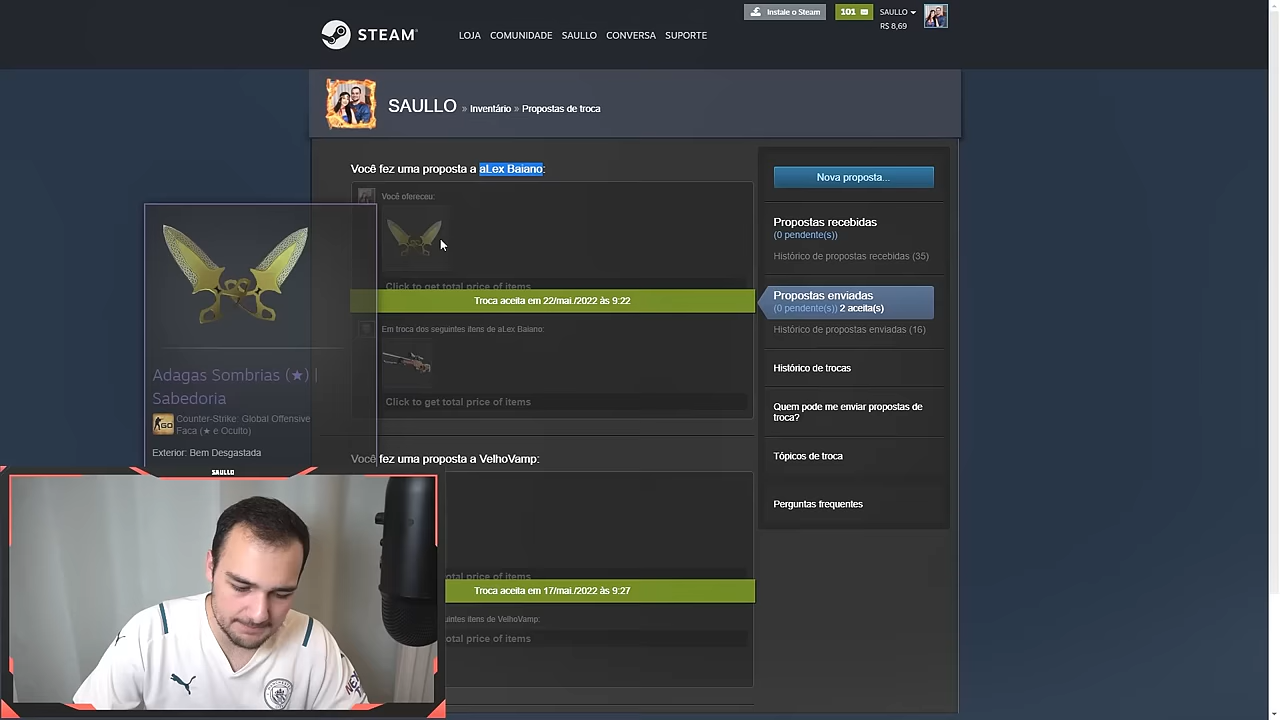 Instale o Steam
101
SAULLO
R$ 8,69
STEAM
LOJA COMUNIDADE SAULLO CONVERSA SUPORTE
SAULLO » Inventário » Propostas de troca
Você fez uma proposta a aLex Baiano:
Você ofereceu:
Click to get total price of items
Troca aceita em 22/mai./2022 às 9:22
Em troca dos seguintes itens de aLex Baiano:
Click to get total price of items
Adagas Sombrias (★) |
Sabedoria
Counter-Strike: Global Offensive
Faca (★ e Oculto)
Exterior: Bem Desgastada
Você fez uma proposta a VelhoVamp:
otal price of items
Troca aceita em 17/mai./2022 às 9:27
uintes itens de VelhoVamp:
otal price of items
Nova proposta...
Propostas recebidas
(0 pendente(s))
Histórico de propostas recebidas (35)
Propostas enviadas
(0 pendente(s)) 2 aceita(s)
Histórico de propostas enviadas (16)
Histórico de trocas
Quem pode me enviar propostas de
troca?
Tópicos de troca
Perguntas frequentes
SAULLO
PUMA